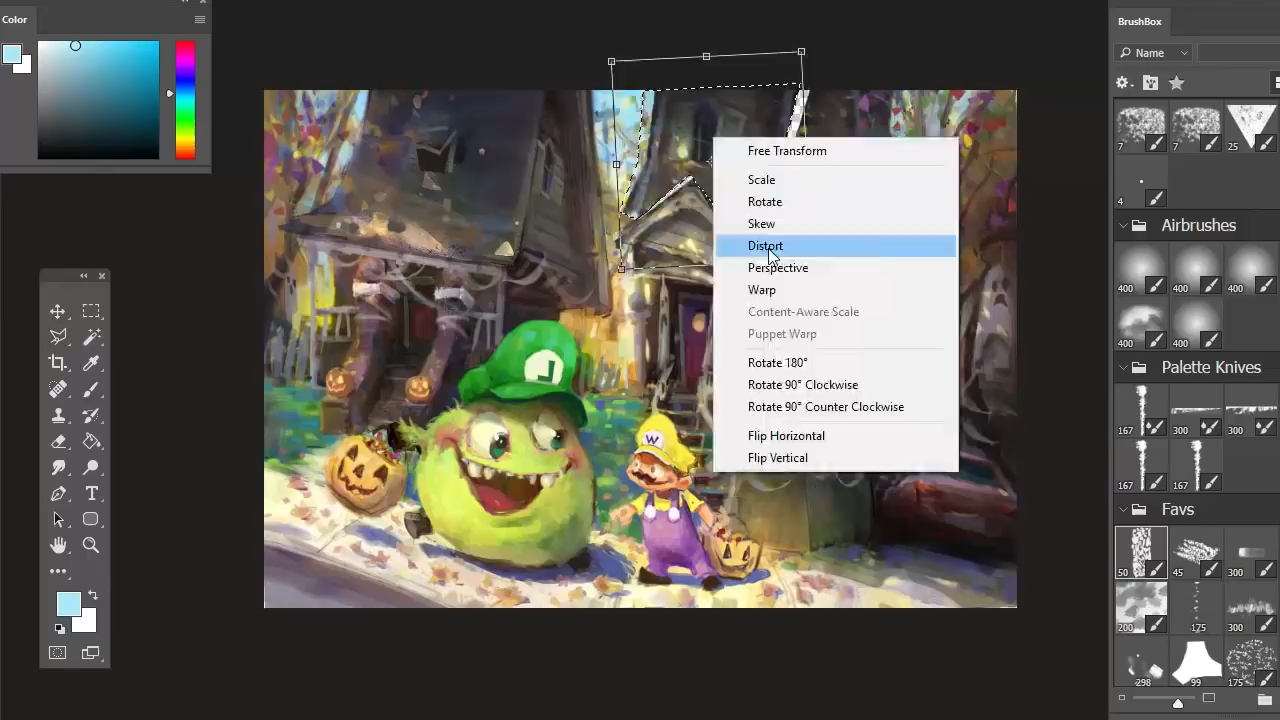 Color
BrushBox
Name
Free Transform
Scale
Rotate
Skew
Distort
Perspective
Warp
Content-Aware Scale
Puppet Warp
Rotate 180°
Rotate 90° Clockwise
Rotate 90° Counter Clockwise
Flip Horizontal
Flip Vertical
7
7
25
4
Airbrushes
400
400
400
400
400
Palette Knives
167
300
300
167
167
Favs
50
45
300
200
175
300
298
99
175
L
W
T